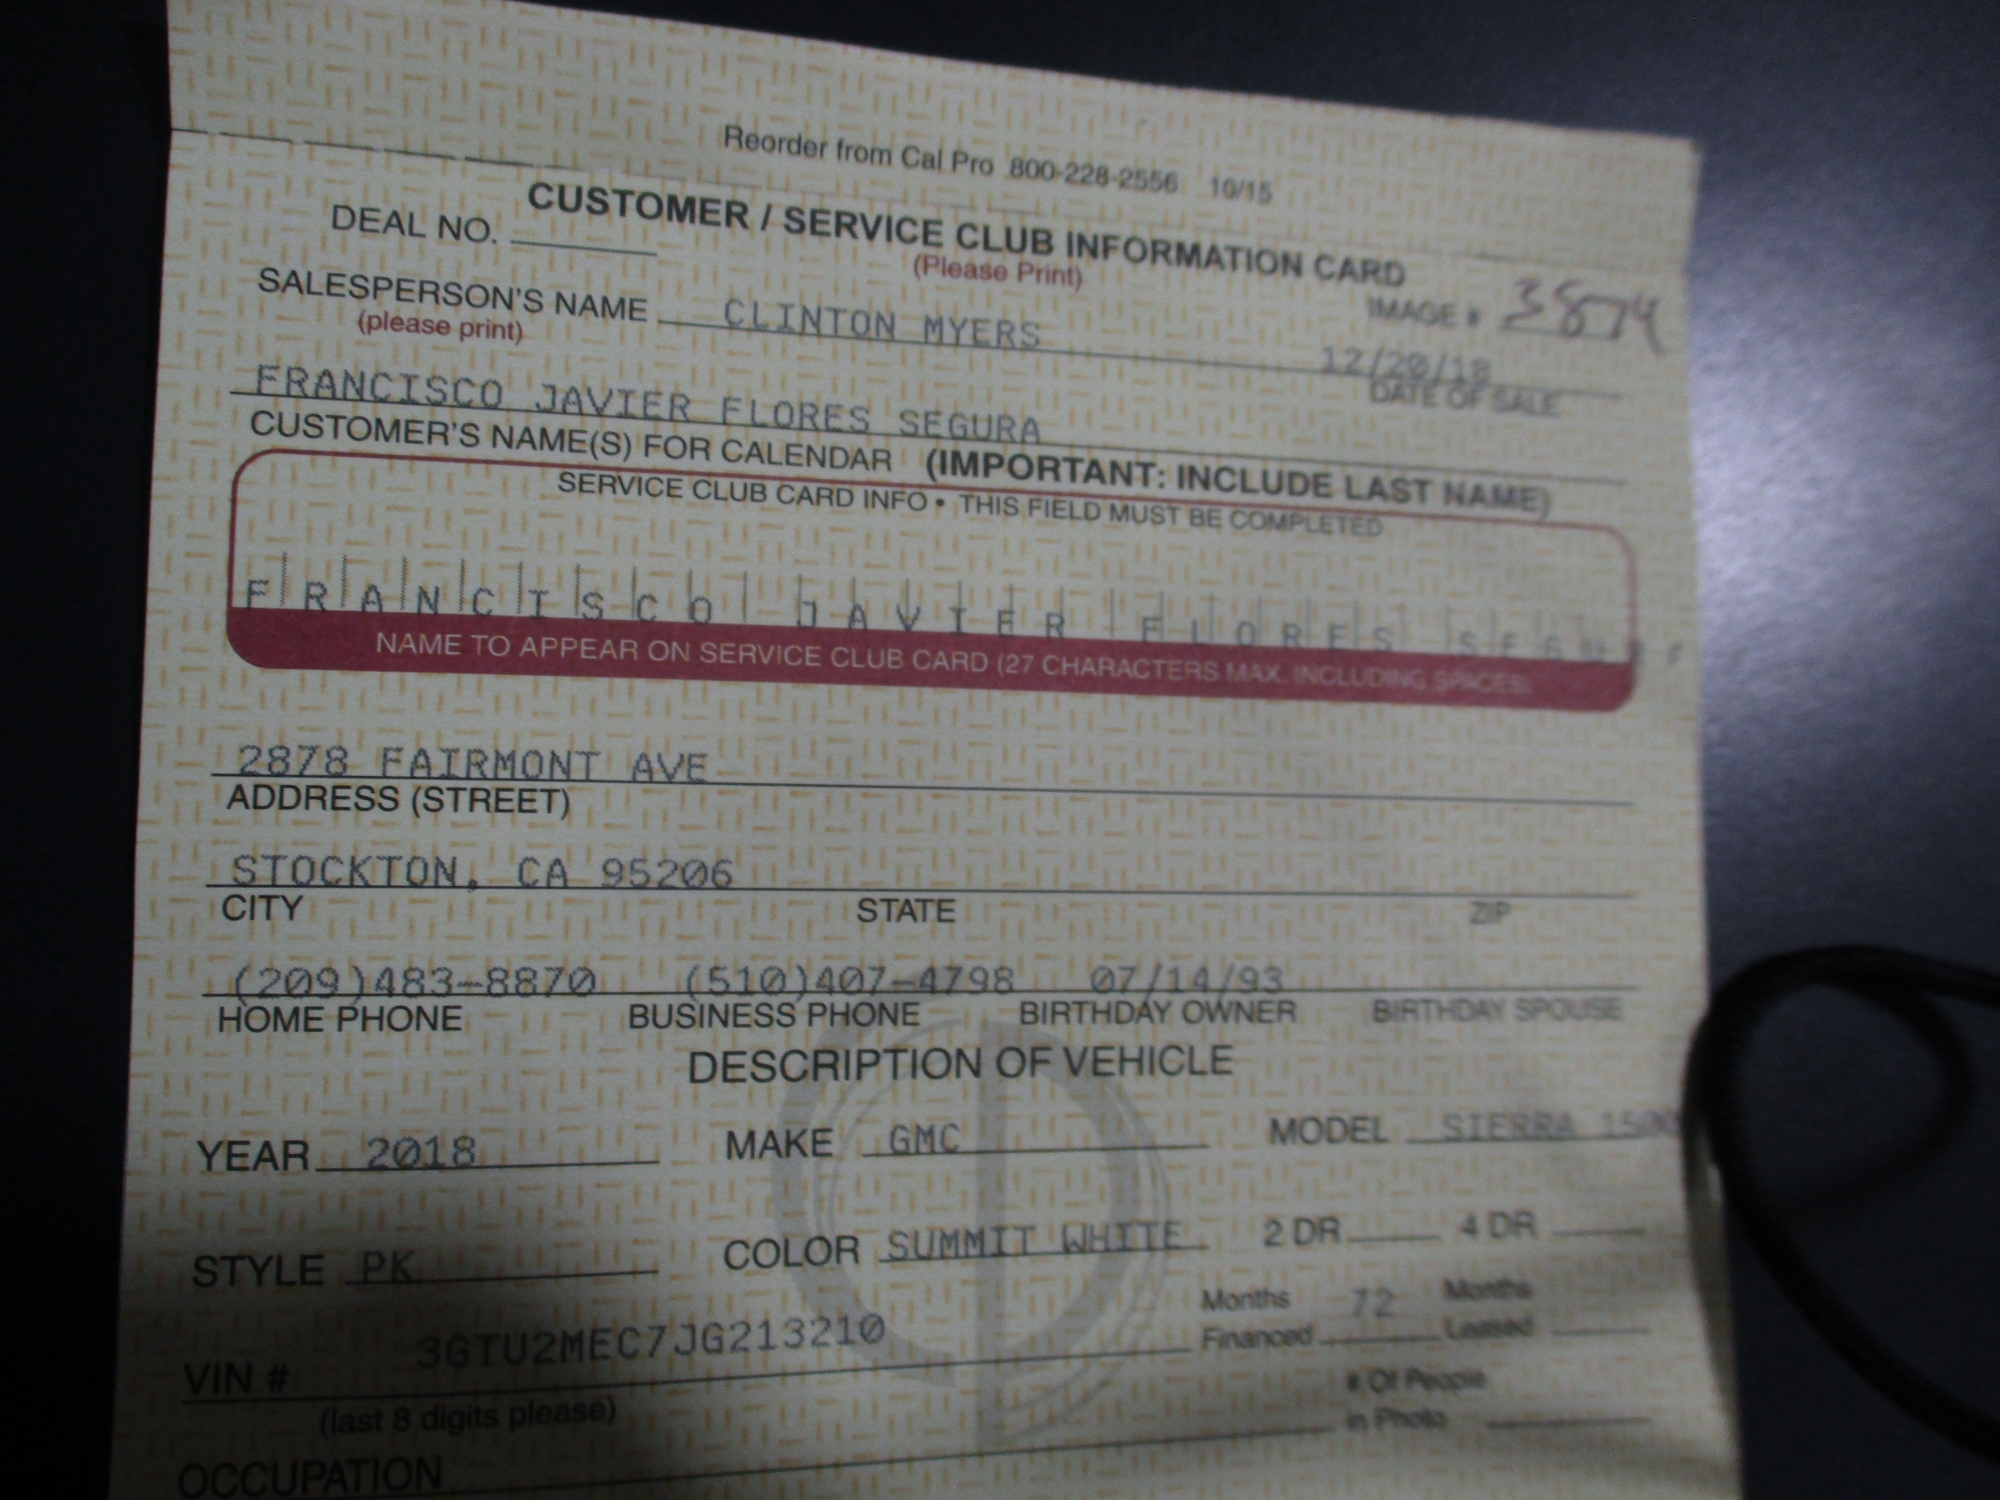 Reorder from Cal Pro 800-228-2556 10/15
CUSTOMER / SERVICE CLUB INFORMATION CARD
(Please Print)
DEAL NO.
IMAGE # 3874
SALESPERSON'S NAME CLINTON MYERS
(please print)
12/20/18
DATE OF SALE
FRANCISCO JAVIER FLORES SEGURA
CUSTOMER'S NAME(S) FOR CALENDAR (IMPORTANT: INCLUDE LAST NAME)
SERVICE CLUB CARD INFO • THIS FIELD MUST BE COMPLETED
FRANCISCO JAVIER FLORES SEGURA
NAME TO APPEAR ON SERVICE CLUB CARD (27 CHARACTERS MAX. INCLUDING SPACES)
2878 FAIRMONT AVE
ADDRESS (STREET)
STOCKTON, CA 95206
CITY STATE ZIP
(209)483-8870 (510)407-4798 07/14/93
HOME PHONE BUSINESS PHONE BIRTHDAY OWNER BIRTHDAY SPOUSE
DESCRIPTION OF VEHICLE
YEAR 2018 MAKE GMC MODEL SIERRA 1500
STYLE PK COLOR SUMMIT WHITE 2 DR 4 DR
Months Financed 72 Months Leased
VIN # 3GTU2MEC7JG213210
(last 8 digits please)
# Of People in Photo
OCCUPATION